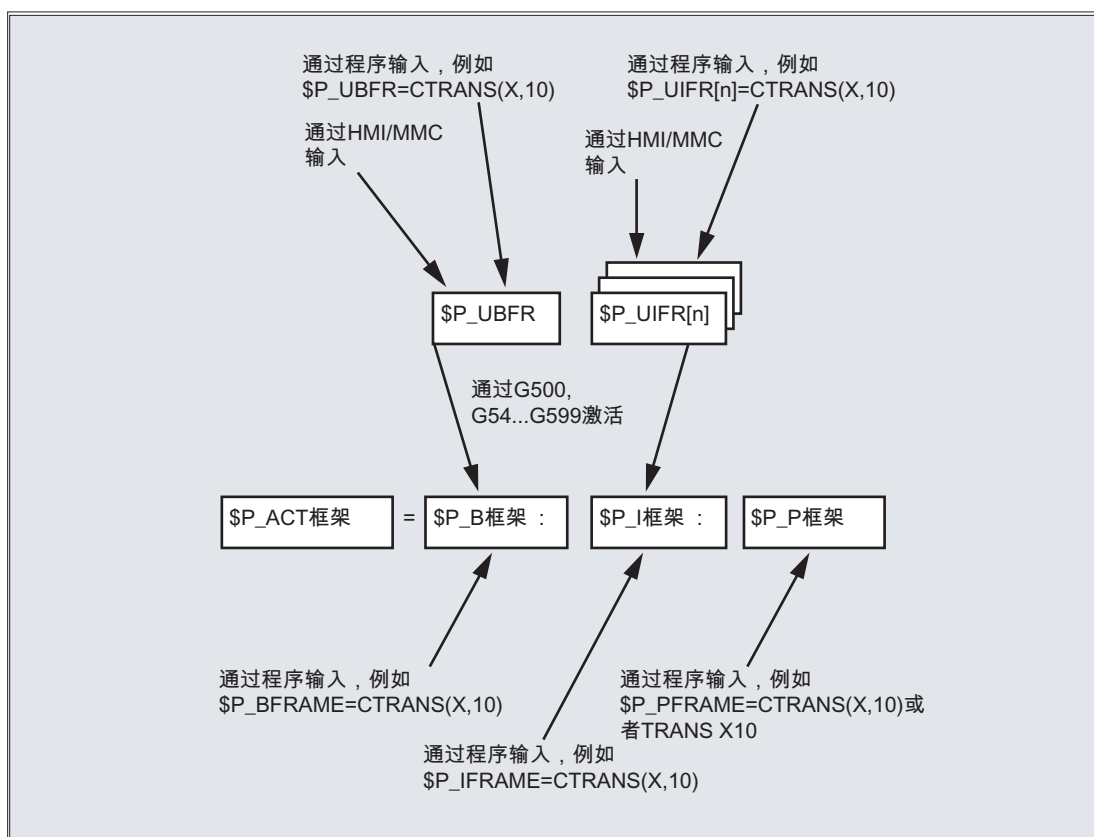 通过程序输入，例如
$P_UBFR=CTRANS(X,10)
通过程序输入，例如
$P_UIFR[n]=CTRANS(X,10)
通过HMI/MMC
输入
通过HMI/MMC
输入
$P_UBFR
$P_UIFR[n]
通过G500,
G54...G599激活
$P_ACT框架 = $P_B框架 : $P_I框架 : $P_P框架
通过程序输入，例如
$P_BFRAME=CTRANS(X,10)
通过程序输入，例如
$P_PFRAME=CTRANS(X,10)或
者TRANS X10
通过程序输入，例如
$P_IFRAME=CTRANS(X,10)